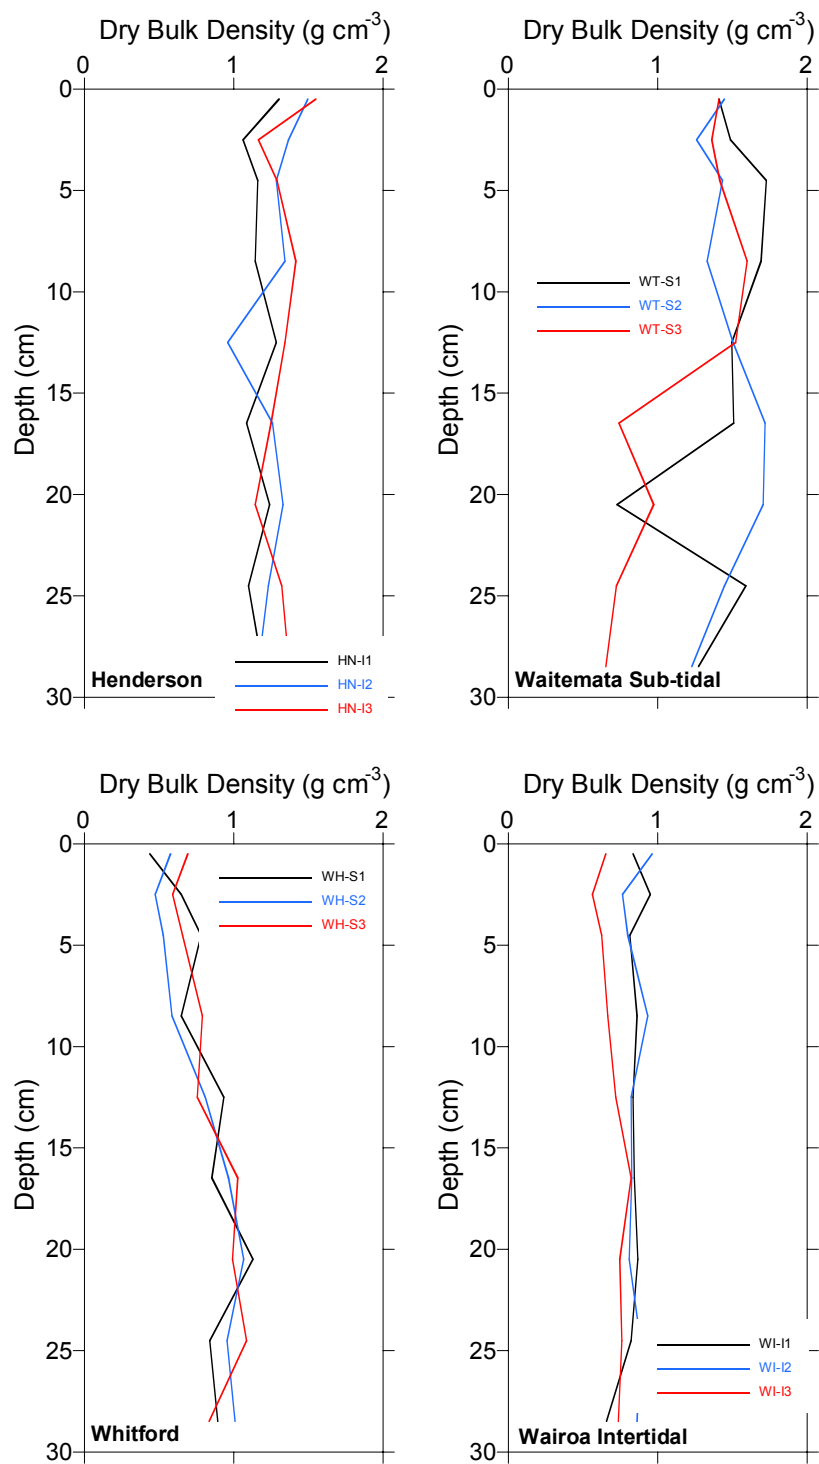 Dry Bulk Density (g cm-3)
0 1 2
0
5
10
15
20
25
30
Depth (cm)
HN-I1
HN-I2
HN-I3
Henderson
Dry Bulk Density (g cm-3)
0 1 2
0
5
10
15
20
25
30
Depth (cm)
WT-S1
WT-S2
WT-S3
Waitemata Sub-tidal
Dry Bulk Density (g cm-3)
0 1 2
0
5
10
15
20
25
30
Depth (cm)
WH-S1
WH-S2
WH-S3
Whitford
Dry Bulk Density (g cm-3)
0 1 2
0
5
10
15
20
25
30
Depth (cm)
WI-I1
WI-I2
WI-I3
Wairoa Intertidal